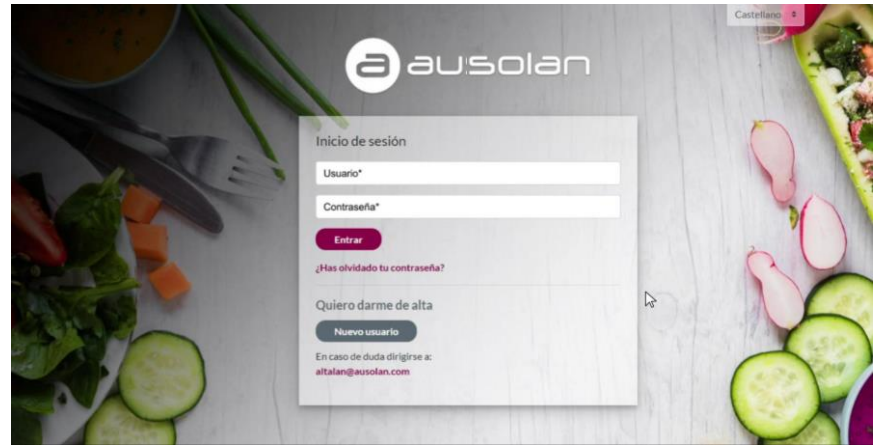 Castellano
a ausolan
Inicio de sesión
Usuario*
Contraseña*
Entrar
¿Has olvidado tu contraseña?
Quiero darme de alta
Nuevo usuario
En caso de duda dirigirse a:
altalan@ausolan.com